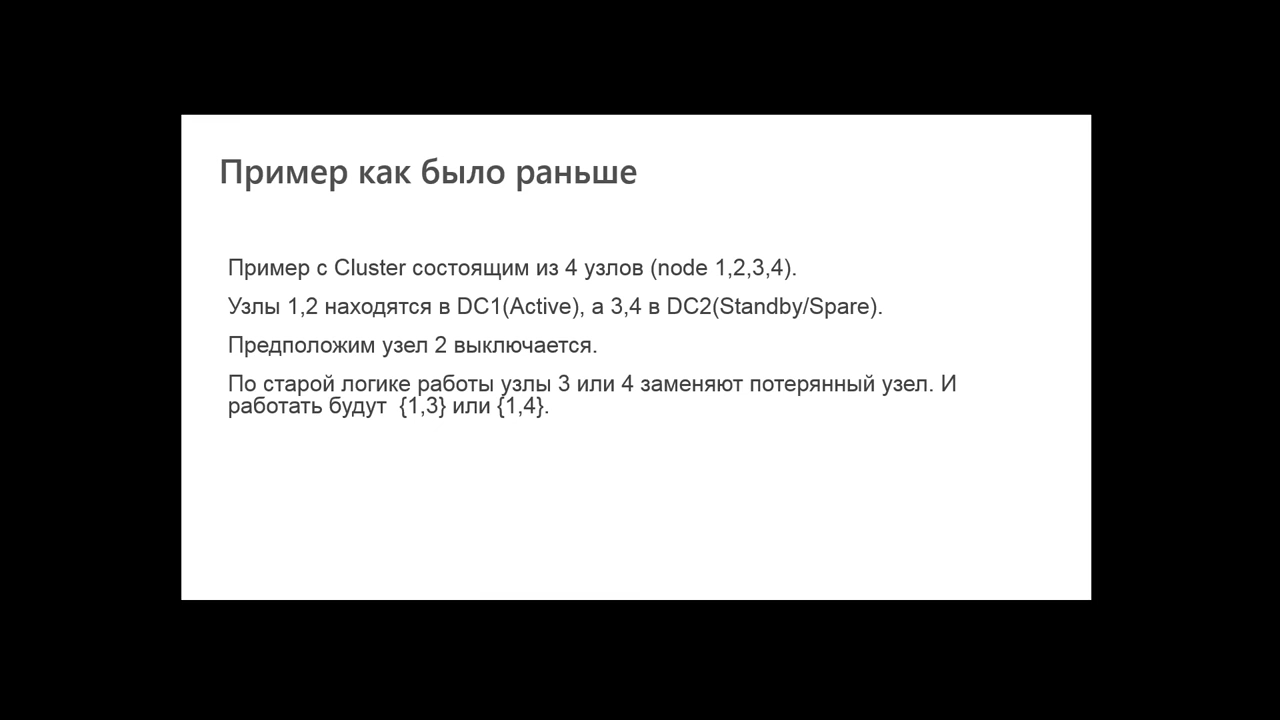 Пример как было раньше
Пример с Cluster состоящим из 4 узлов (node 1,2,3,4).
Узлы 1,2 находятся в DC1(Active), а 3,4 в DC2(Standby/Spare).
Предположим узел 2 выключается.
По старой логике работы узлы 3 или 4 заменяют потерянный узел. И
работать будут  {1,3} или {1,4}.